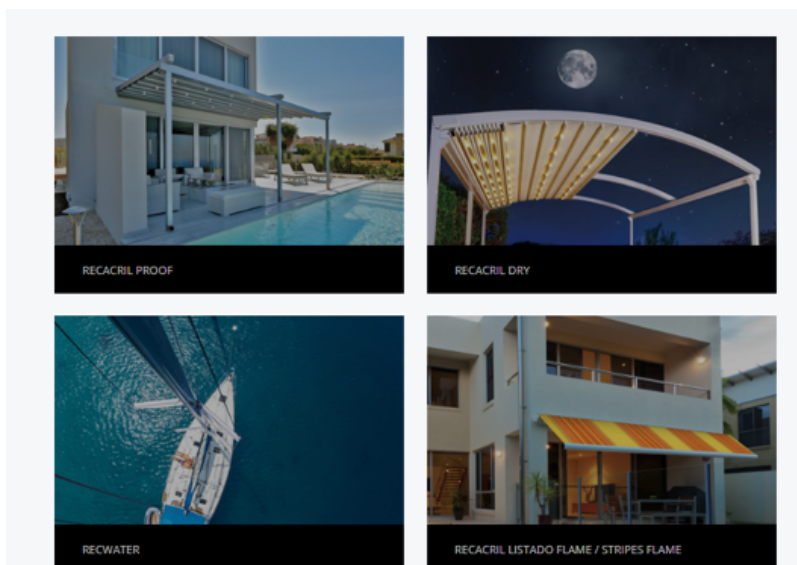 RECACRIL PROOF
RECACRIL DRY
RECWATER
RECACRIL LISTADO FLAME / STRIPES FLAME